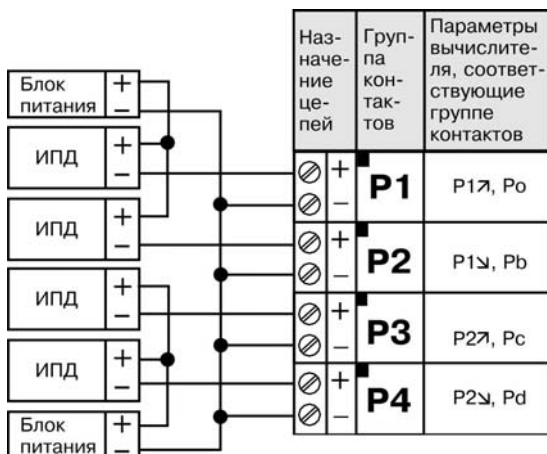 Наз-
наче-
ние
це-
пей
Груп-
па
кон-
так-
тов
Параметры
вычислите-
ля, соответ-
ствующие
группе
контактов
Блок
питания
+
−
ИПД
+
−
ИПД
+
−
ИПД
+
−
ИПД
+
−
Блок
питания
+
−
+
−
P1
P1↗, Po
+
−
P2
P1↘, Pb
+
−
P3
P2↗, Pc
+
−
P4
P2↘, Pd